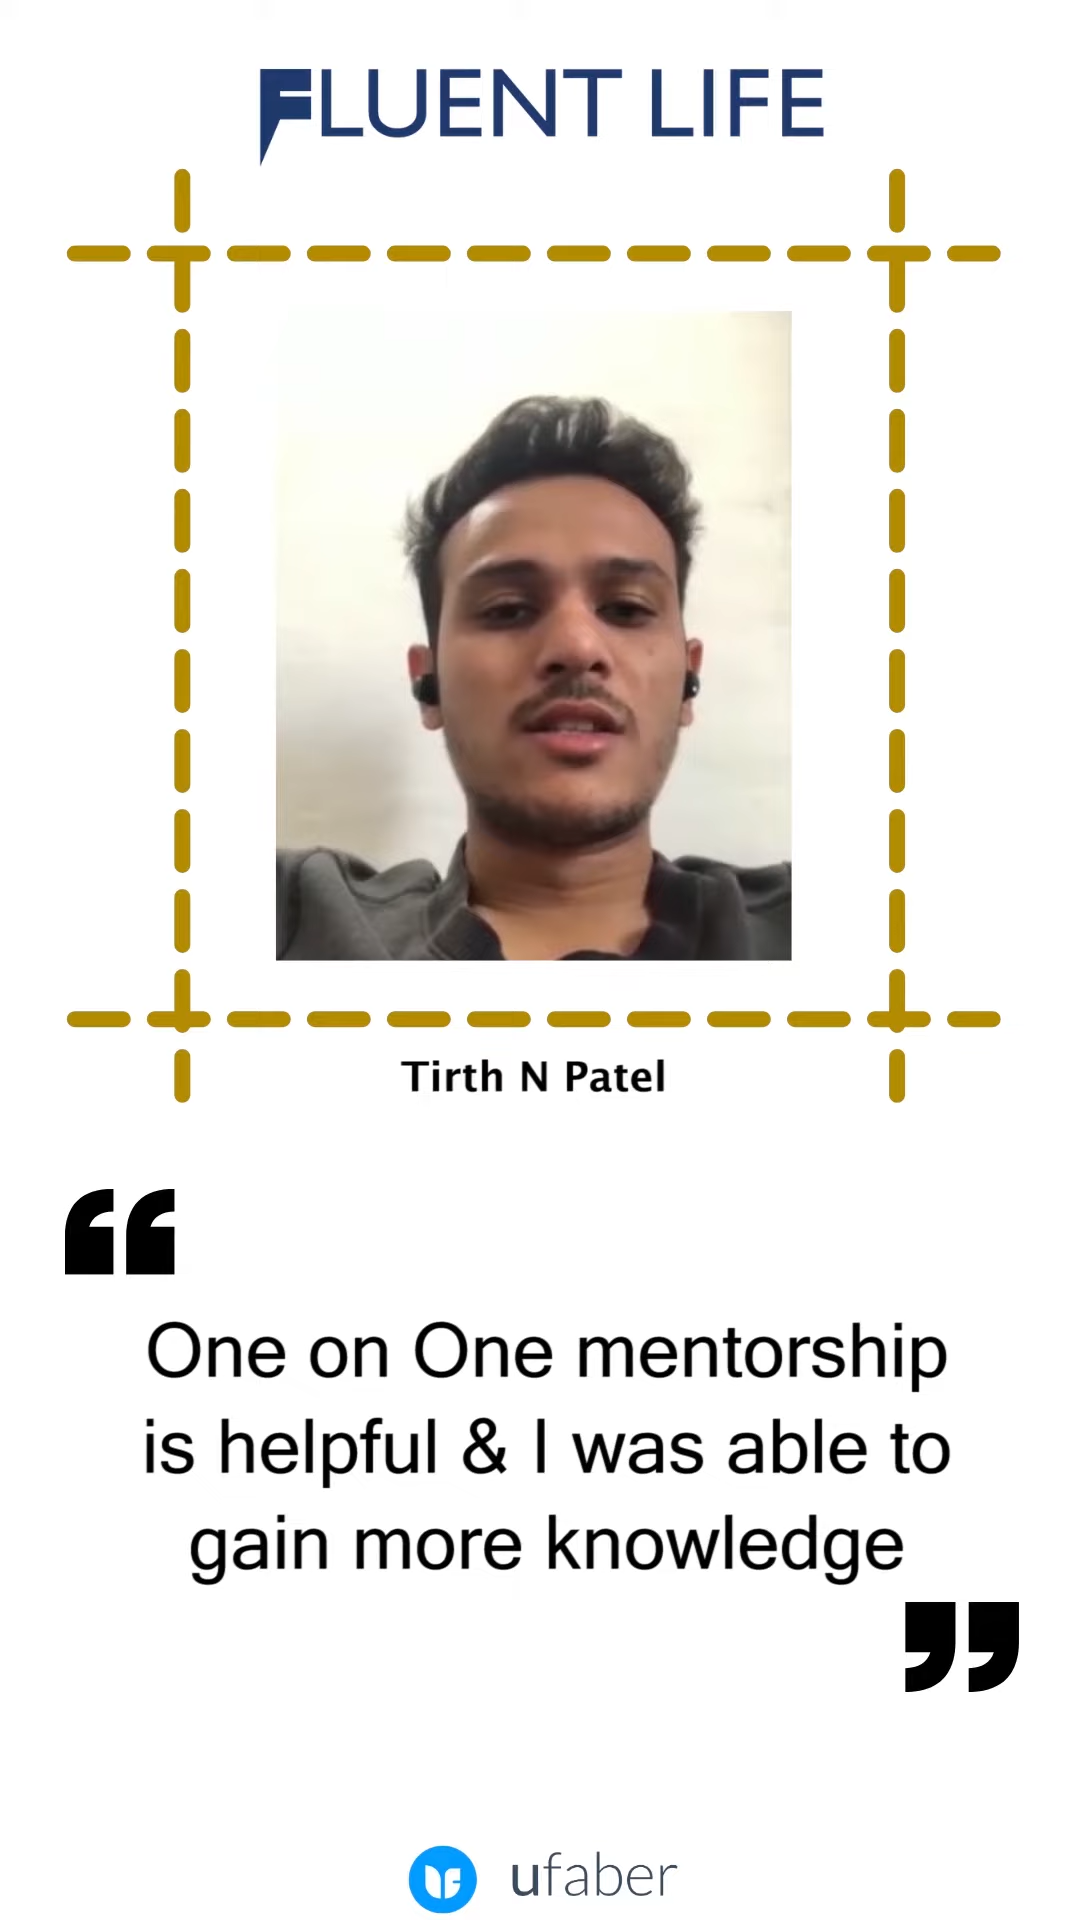 FLUENT LIFE
Tirth N Patel
“
One on One mentorship
is helpful & I was able to
gain more knowledge
”
ufaber